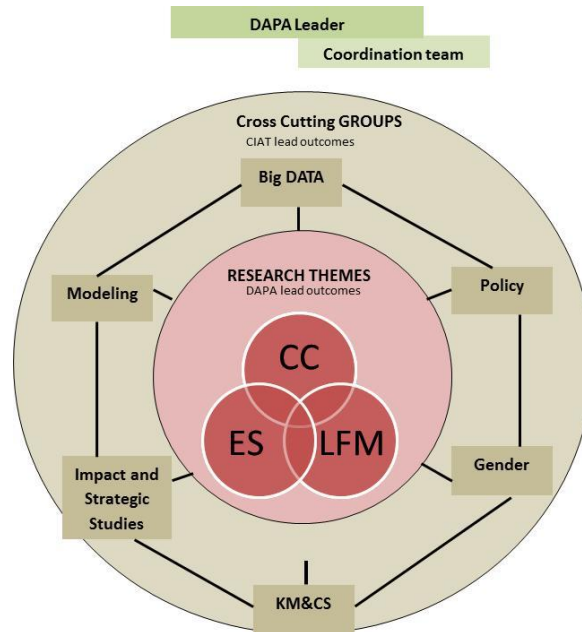 DAPA Leader
Coordination team
Cross Cutting GROUPS
CIAT lead outcomes
Big DATA
RESEARCH THEMES
DAPA lead outcomes
Modeling
Policy
CC
ES
LFM
Impact and
Strategic
Studies
Gender
KM&CS